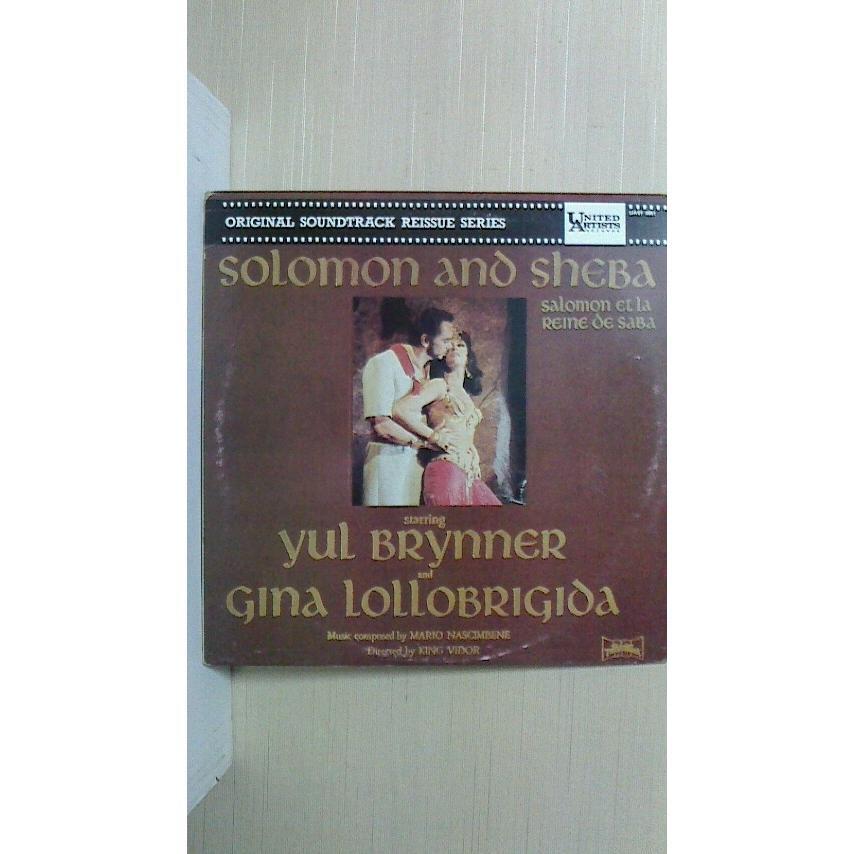 ORIGINAL SOUNDTRACK REISSUE SERIES
UNITED
ARTISTS
RECORDS
SOLOMON AND SHEBA
SALOMON ET LA
REINE DE SABA
starring
YUL BRYNNER
and
GINA LOLLOBRIGIDA
Music composed by MARIO NASCIMBENE
Directed by KING VIDOR